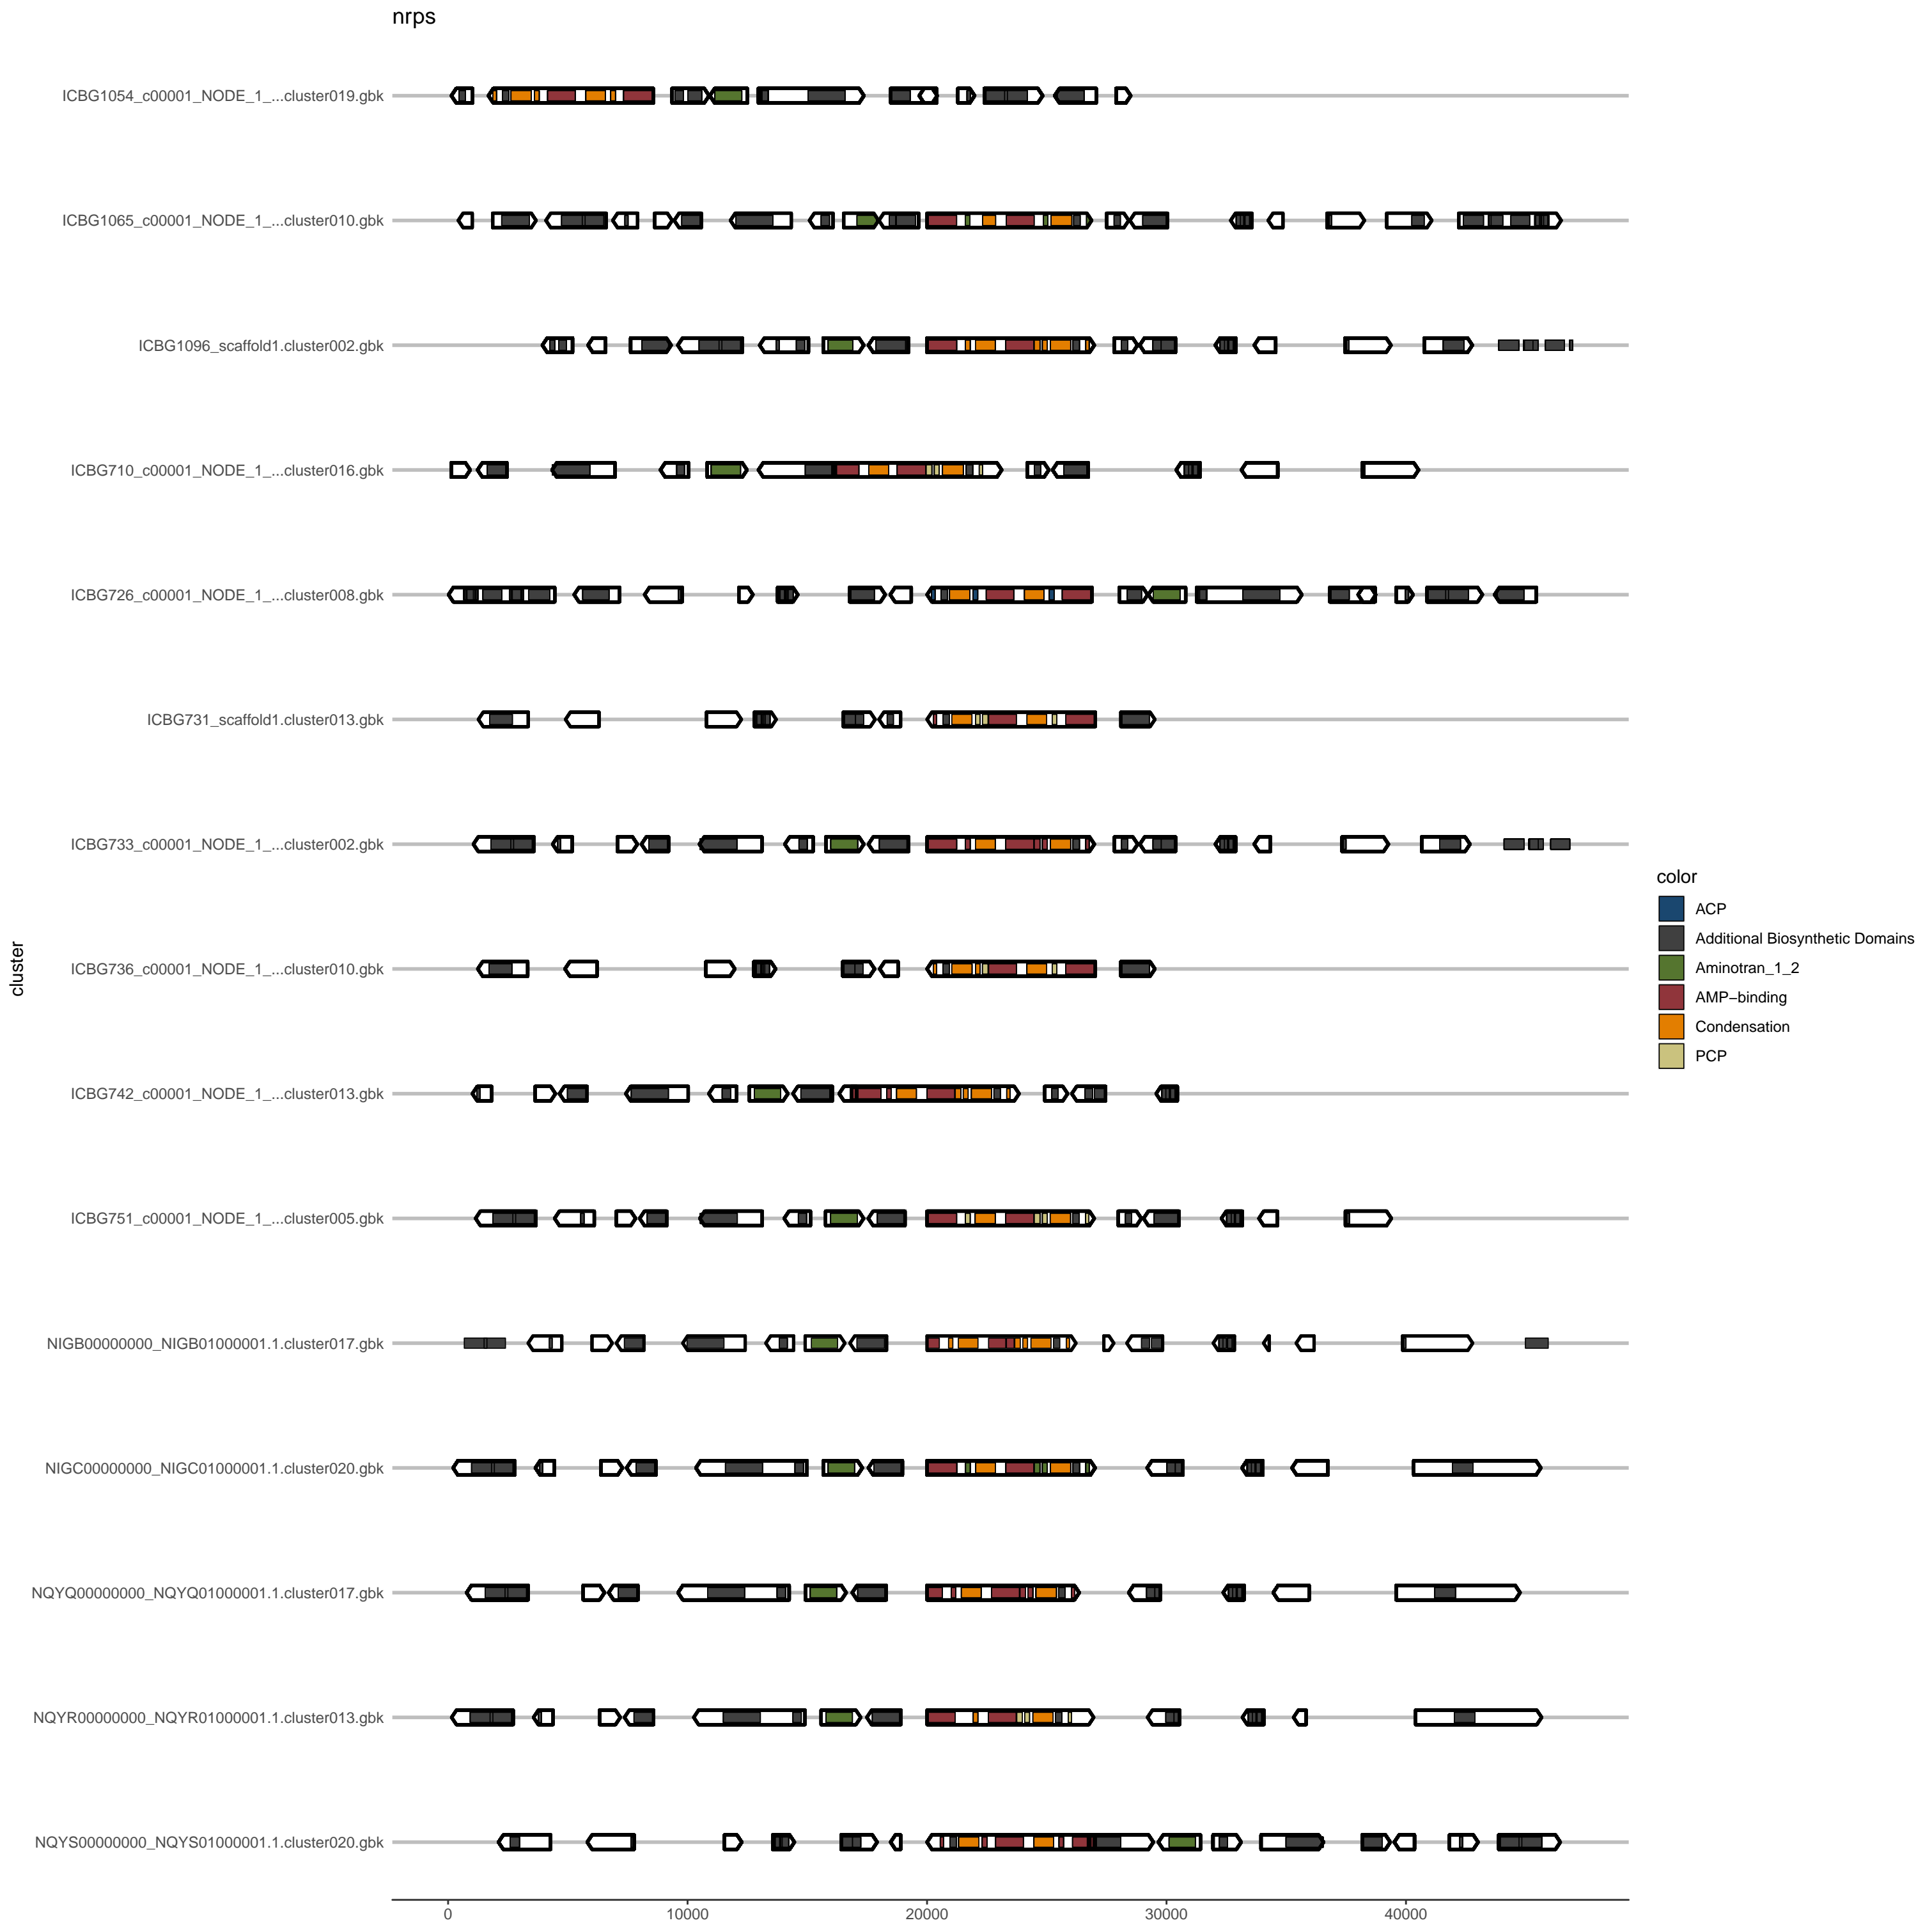 nrps
ICBG1054_c00001_NODE_1_...cluster019.gbk
ICBG1065_c00001_NODE_1_...cluster010.gbk
ICBG1096_scaffold1.cluster002.gbk
ICBG710_c00001_NODE_1_...cluster016.gbk
ICBG726_c00001_NODE_1_...cluster008.gbk
ICBG731_scaffold1.cluster013.gbk
ICBG733_c00001_NODE_1_...cluster002.gbk
ICBG736_c00001_NODE_1_...cluster010.gbk
ICBG742_c00001_NODE_1_...cluster013.gbk
ICBG751_c00001_NODE_1_...cluster005.gbk
NIGB00000000_NIGB01000001.1.cluster017.gbk
NIGC00000000_NIGC01000001.1.cluster020.gbk
NQYQ00000000_NQYQ01000001.1.cluster017.gbk
NQYR00000000_NQYR01000001.1.cluster013.gbk
NQYS00000000_NQYS01000001.1.cluster020.gbk
cluster
0 10000 20000 30000 40000
color
ACP
Additional Biosynthetic Domains
Aminotran_1_2
AMP−binding
Condensation
PCP